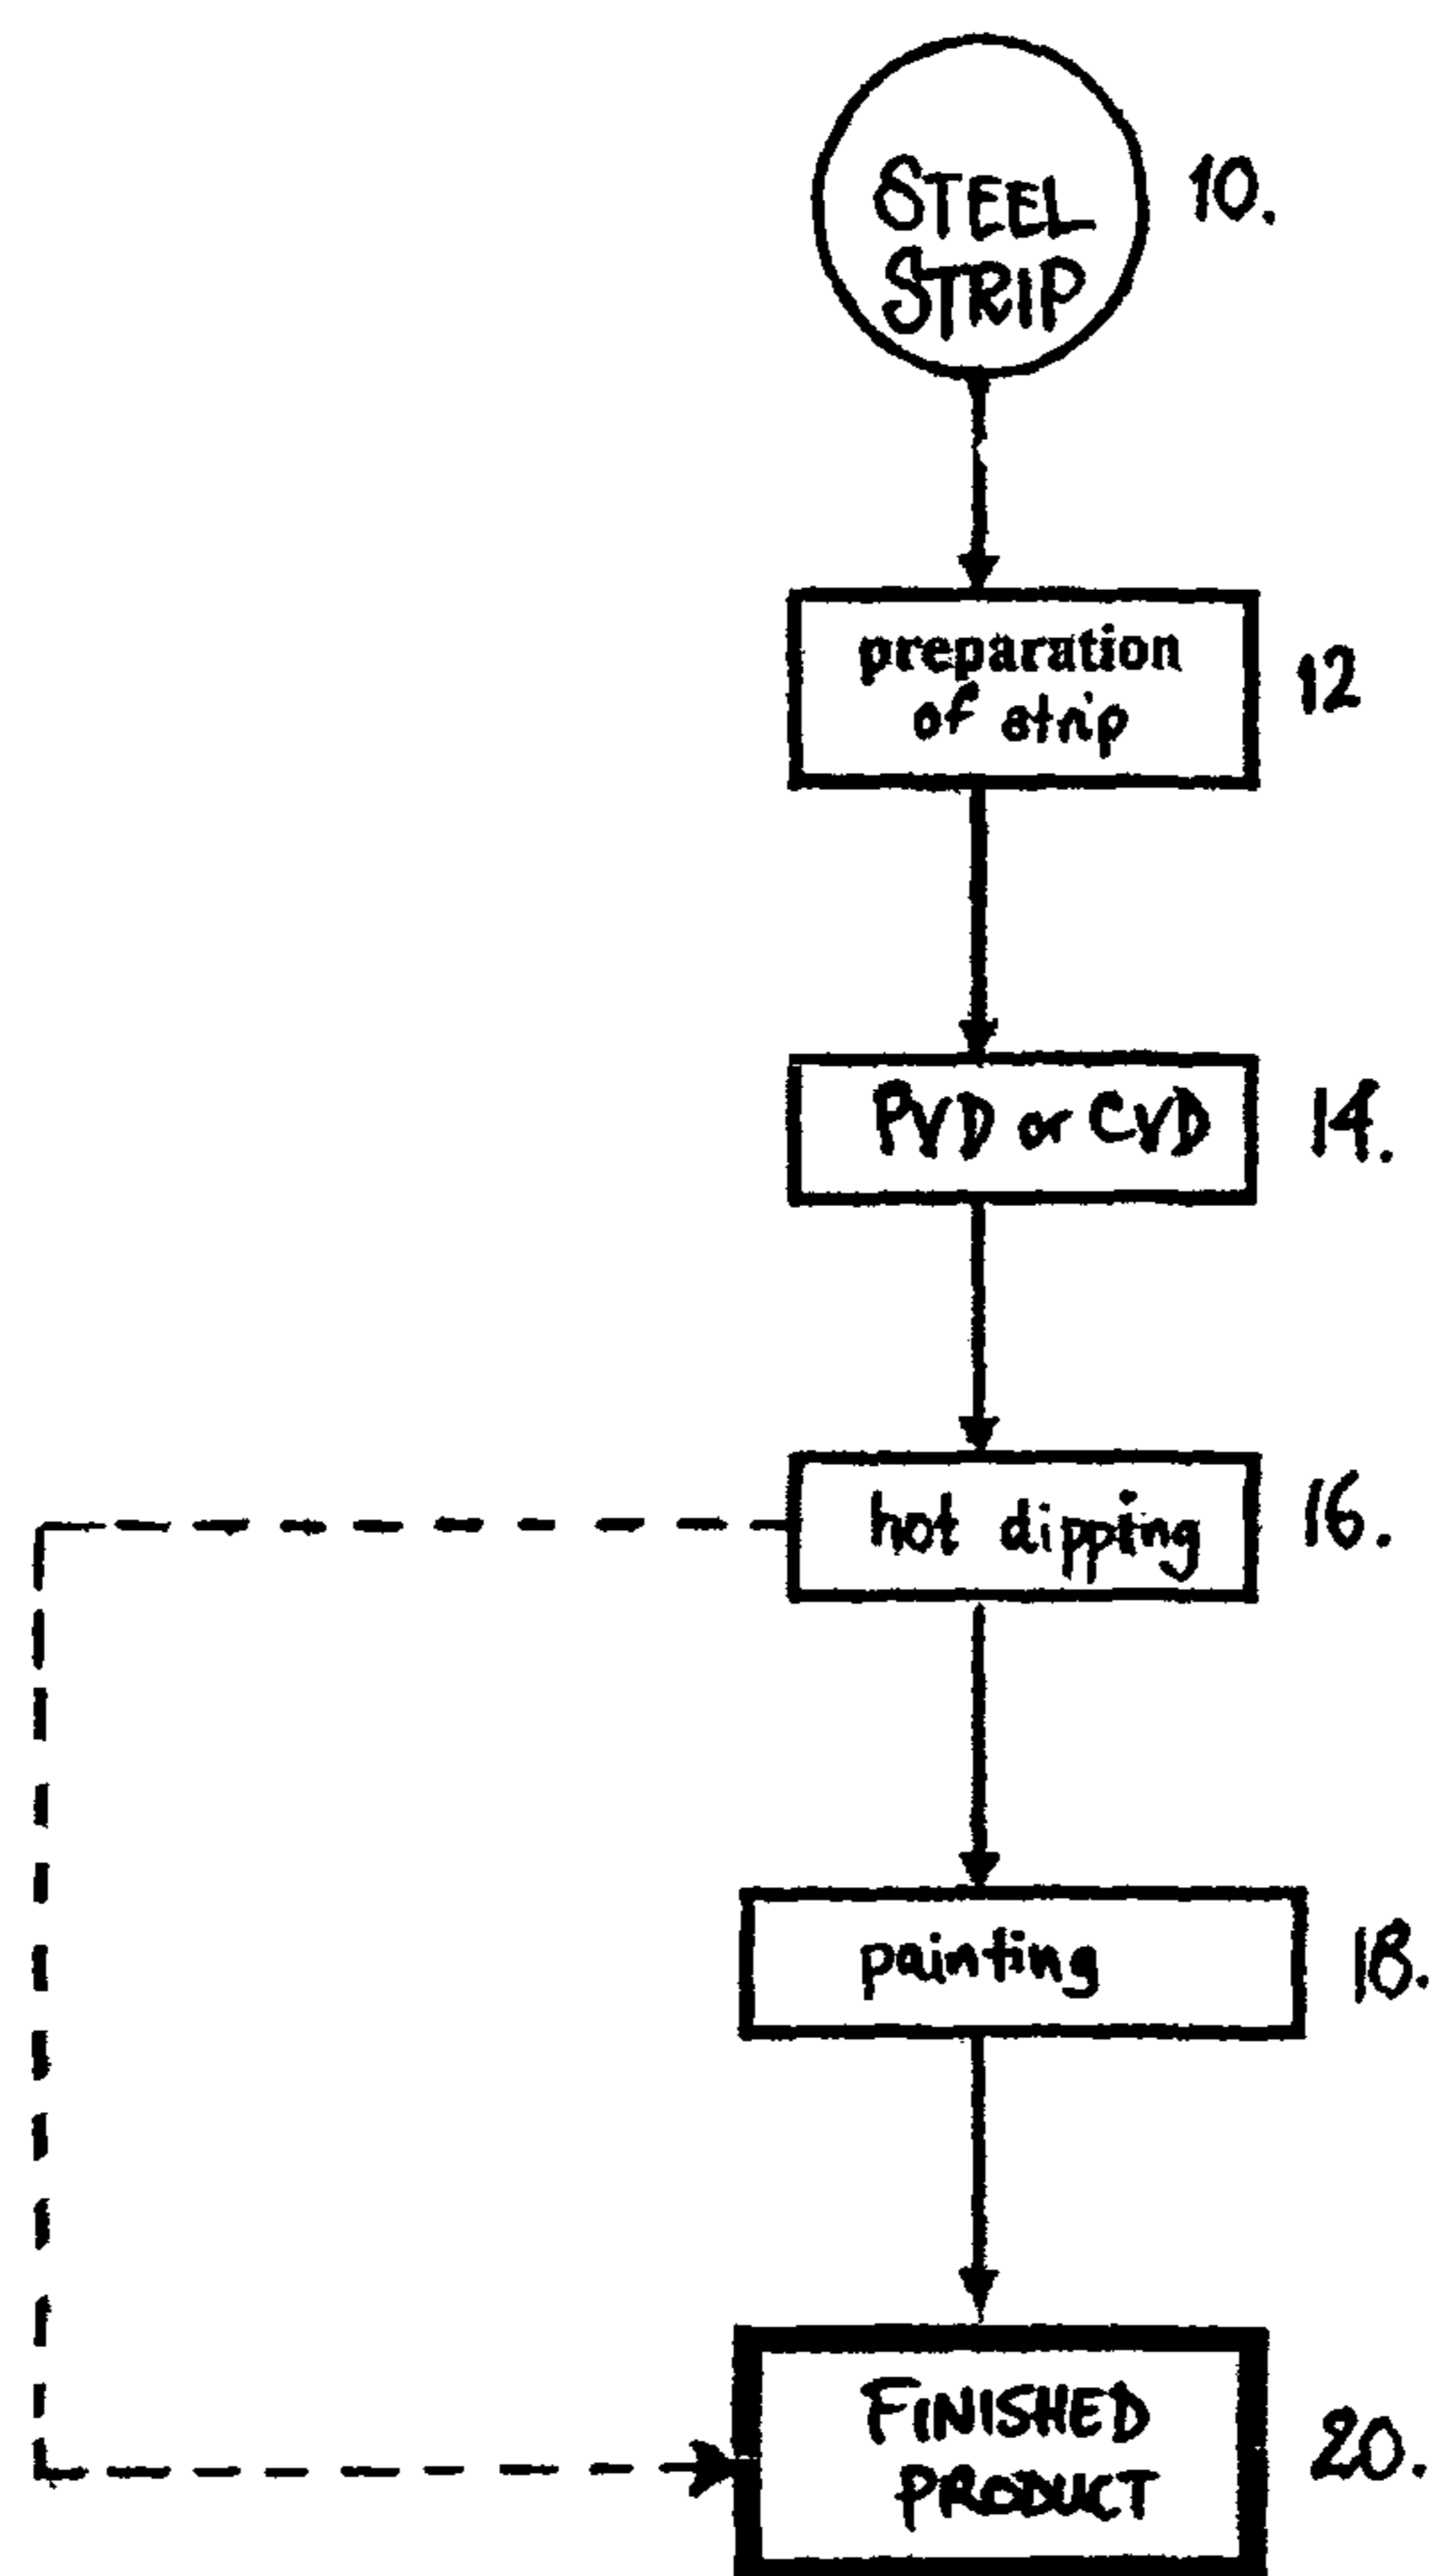 STEEL
STRIP
10.
preparation
of strip
12
PVD or CVD
14.
hot dipping
16.
painting
18.
FINISHED
PRODUCT
20.